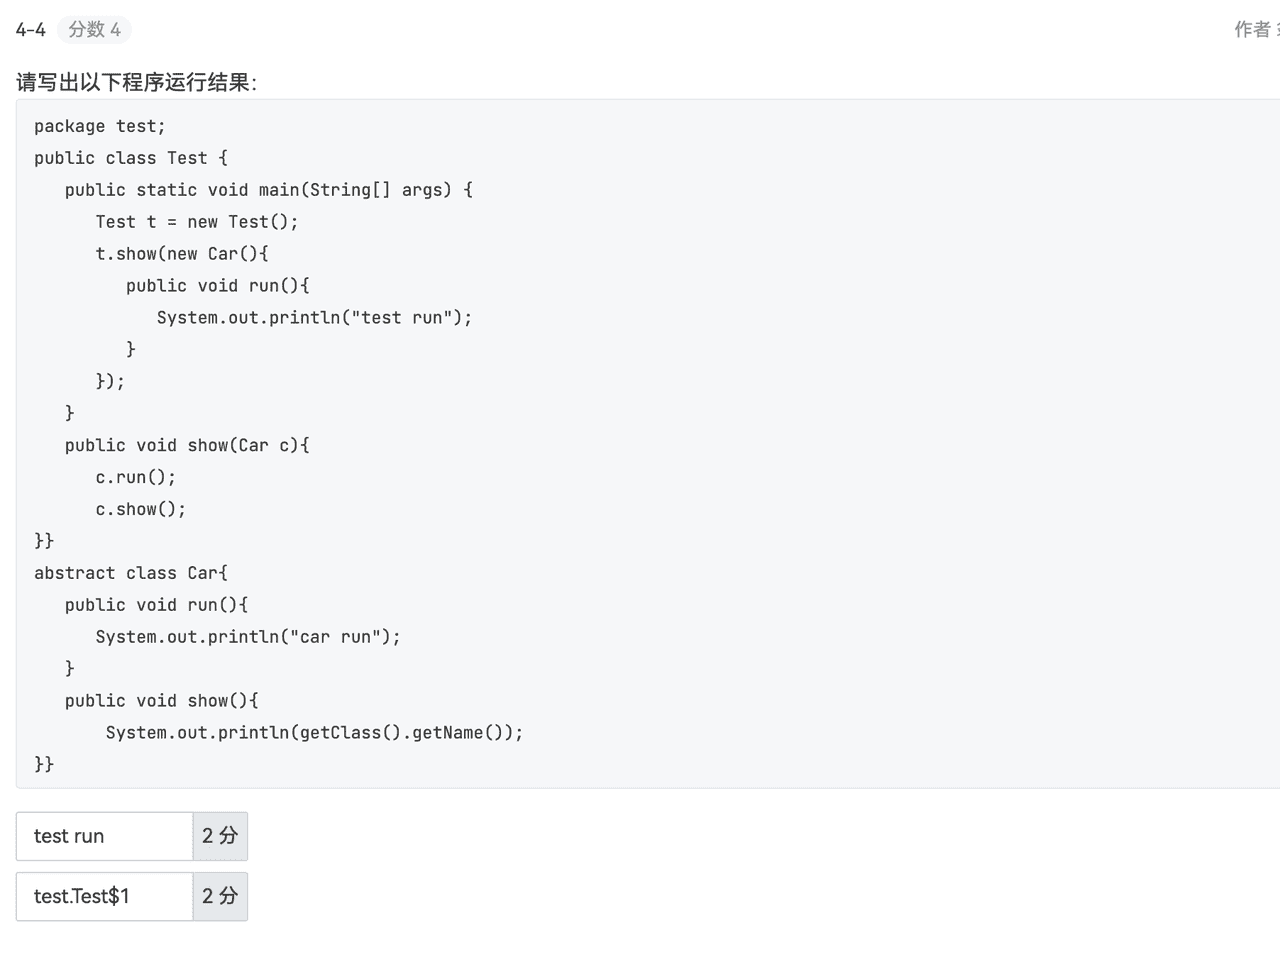 4-4 分数 4 作者
请写出以下程序运行结果:
package test;
public class Test {
   public static void main(String[] args) {
      Test t = new Test();
      t.show(new Car(){
         public void run(){
            System.out.println("test run");
         }
      });
   }
   public void show(Car c){
      c.run();
      c.show();
}}
abstract class Car{
   public void run(){
      System.out.println("car run");
   }
   public void show(){
       System.out.println(getClass().getName());
}}
test run 2 分
test.Test$1 2 分